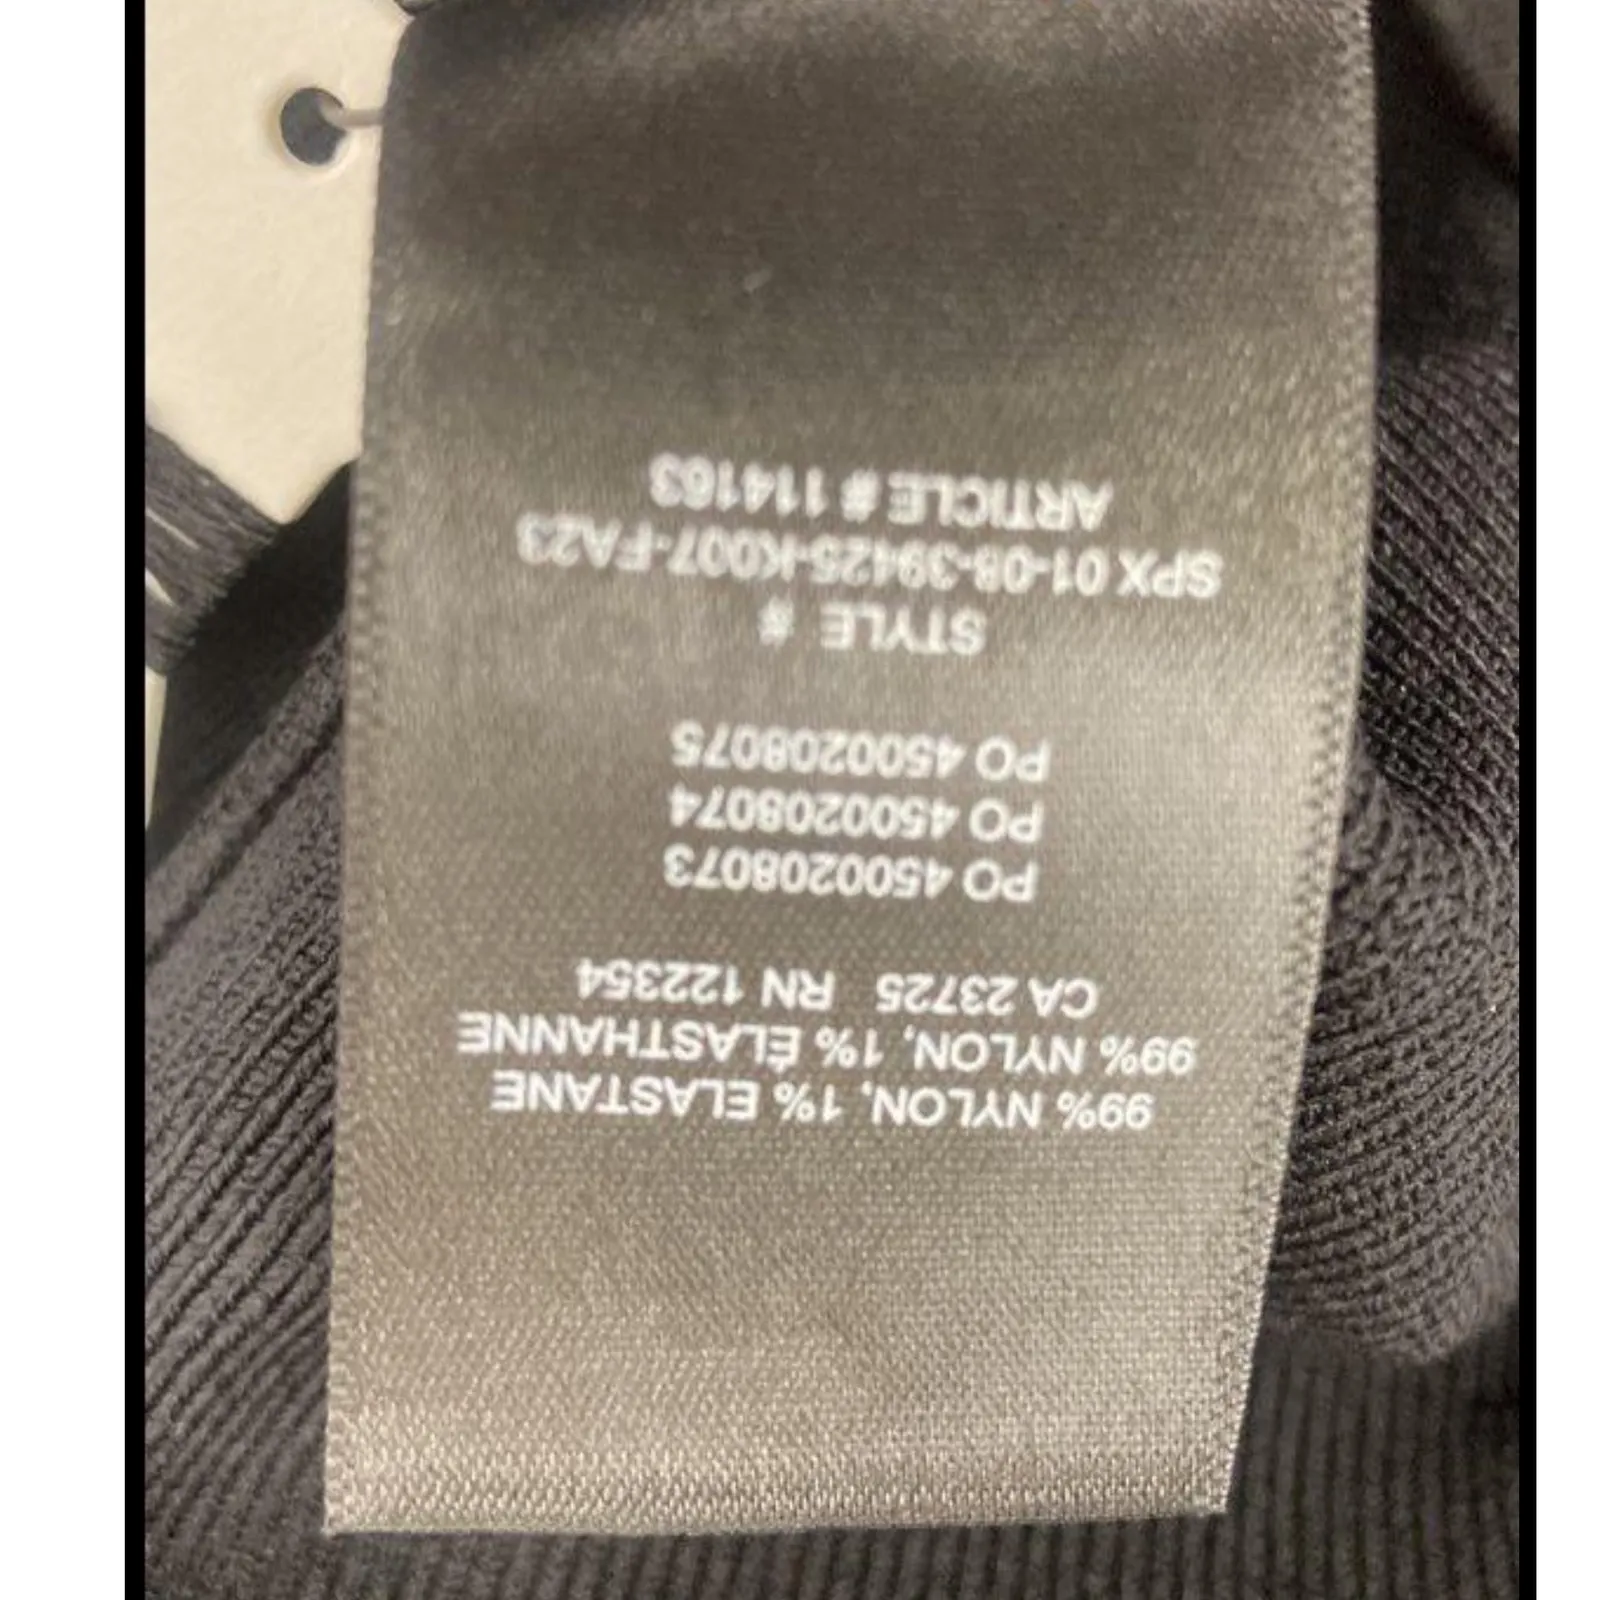 99% NYLON, 1% ELASTANE
99% NYLON, 1% ÉLASTHANNE
CA 23725 RN 122354
PO 4500208073
PO 4500208074
PO 4500208075
STYLE #
SPX 01-08-39425-K007-FA23
ARTICLE # 114163